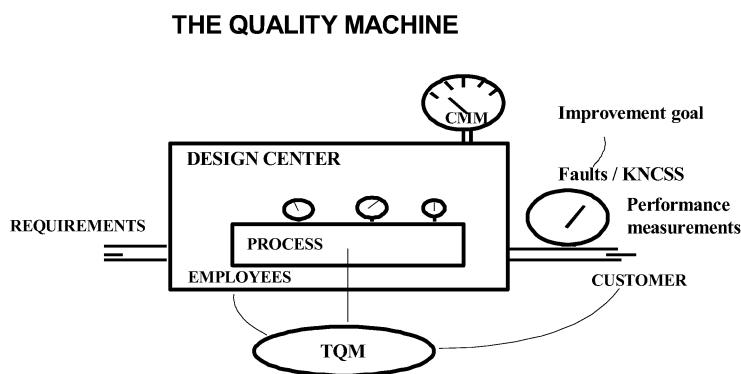 THE QUALITY MACHINE
CMM
Improvement goal
DESIGN CENTER
Faults / KNCSS
Performance
measurements
REQUIREMENTS
PROCESS
EMPLOYEES
CUSTOMER
TQM